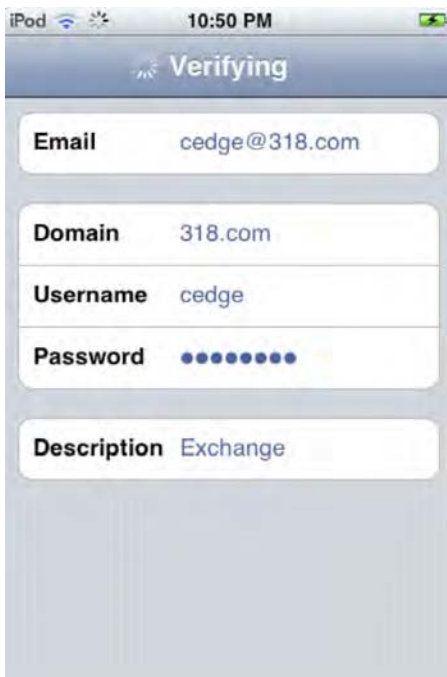 iPod 10:50 PM
Verifying
Email cedge@318.com
Domain 318.com
Username cedge
Password ●●●●●●●●
Description Exchange